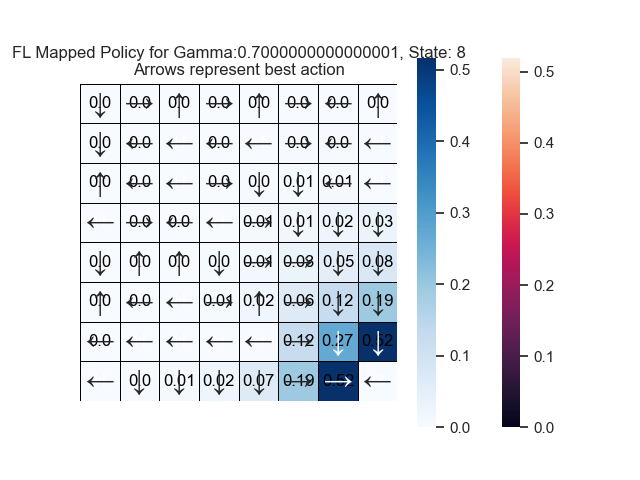 FL Mapped Policy for Gamma:0.7000000000000001, State: 8
Arrows represent best action
0.0 0.0 0.0 0.0 0.0 0.0 0.0 0.0
0.0 0.0 0.0 0.0 0.0
0.0 0.0 0.0 0.0 0.01 0.01
0.0 0.0 0.01 0.01 0.02 0.03
0.0 0.0 0.0 0.0 0.01 0.03 0.05 0.08
0.0 0.0 0.01 0.02 0.06 0.12 0.19
0.0 0.12 0.27 0.52
0.0 0.01 0.02 0.07 0.19 0.52
0.5
0.4
0.3
0.2
0.1
0.0
0.5
0.4
0.3
0.2
0.1
0.0